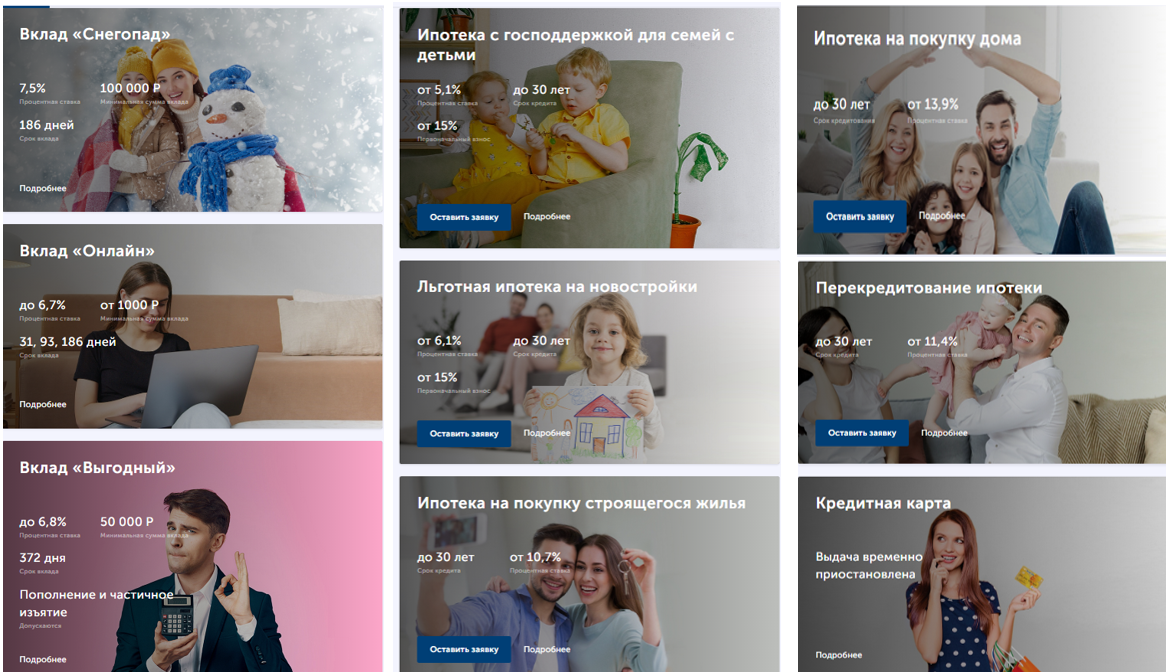 Вклад «Снегопад»
7,5%
100 000 Р
Процентная ставка
Минимальная сумма вклада
186 дней
Срок вклада
Подробнее
Вклад «Онлайн»
до 6,7%
от 1000 Р
Процентная ставка
Минимальная сумма вклада
31, 93, 186 дней
Срок вклада
Подробнее
Вклад «Выгодный»
до 6,8%
50 000 Р
Процентная ставка
Минимальная сумма вклада
372 дня
Срок вклада
Пополнение и частичное
изъятие
Допускаются
Подробнее
Ипотека с господдержкой для семей с
детьми
от 5,1%
до 30 лет
Процентная ставка
Срок кредита
от 15%
Первоначальный взнос
Оставить заявку
Подробнее
Льготная ипотека на новостройки
от 6,1%
до 30 лет
Процентная ставка
Срок кредита
от 15%
Первоначальный взнос
Оставить заявку
Подробнее
Ипотека на покупку строящегося жилья
до 30 лет
от 10,7%
Срок кредита
Процентная ставка
Оставить заявку
Подробнее
Ипотека на покупку дома
до 30 лет
от 13,9%
Срок кредитования
Процентная ставка
Оставить заявку
Подробнее
Перекредитование ипотеки
до 30 лет
от 11,4%
Срок кредита
Процентная ставка
Оставить заявку
Подробнее
Кредитная карта
Выдача временно
приостановлена
Подробнее